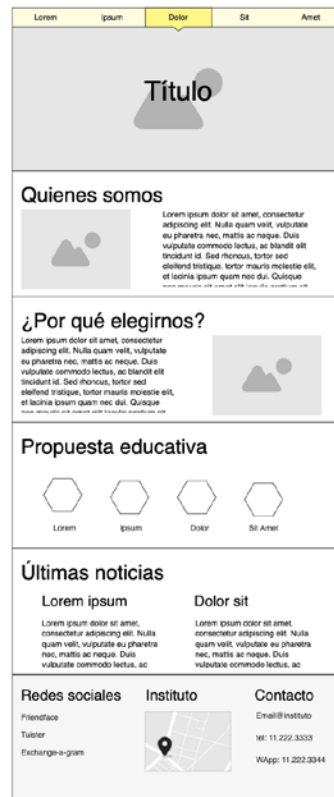 Lorem Ipsum Dolor Sit Amet
Título
Quienes somos
Lorem ipsum dolor sit amet, consectetur
adipiscing elit. Nulla quam velit, vulputate
eu pharetra nec, mattis ac neque. Duis
vulputate commodo lectus, ac blandit elit
tincidunt id. Sed rhoncus, tortor sed
eleifend tristique, tortor mauris molestie elit,
et lacinia ipsum quam nec dui. Quisque
¿Por qué elegirnos?
Lorem ipsum dolor sit amet, consectetur
adipiscing elit. Nulla quam velit, vulputate
eu pharetra nec, mattis ac neque. Duis
vulputate commodo lectus, ac blandit elit
tincidunt id. Sed rhoncus, tortor sed
eleifend tristique, tortor mauris molestie elit,
et lacinia ipsum quam nec dui. Quisque
Propuesta educativa
Lorem Ipsum Dolor Sit Amet
Últimas noticias
Lorem ipsum
Lorem ipsum dolor sit amet,
consectetur adipiscing elit. Nulla
quam velit, vulputate eu pharetra
nec, mattis ac neque. Duis
vulputate commodo lectus, ac
Dolor sit
Lorem ipsum dolor sit amet,
consectetur adipiscing elit. Nulla
quam velit, vulputate eu pharetra
nec, mattis ac neque. Duis
vulputate commodo lectus, ac
Redes sociales
Friendface
Tuister
Exchange-a-gram
Instituto
Contacto
Email@instituto
tel: 11.222.3333
WApp: 11.222.3344